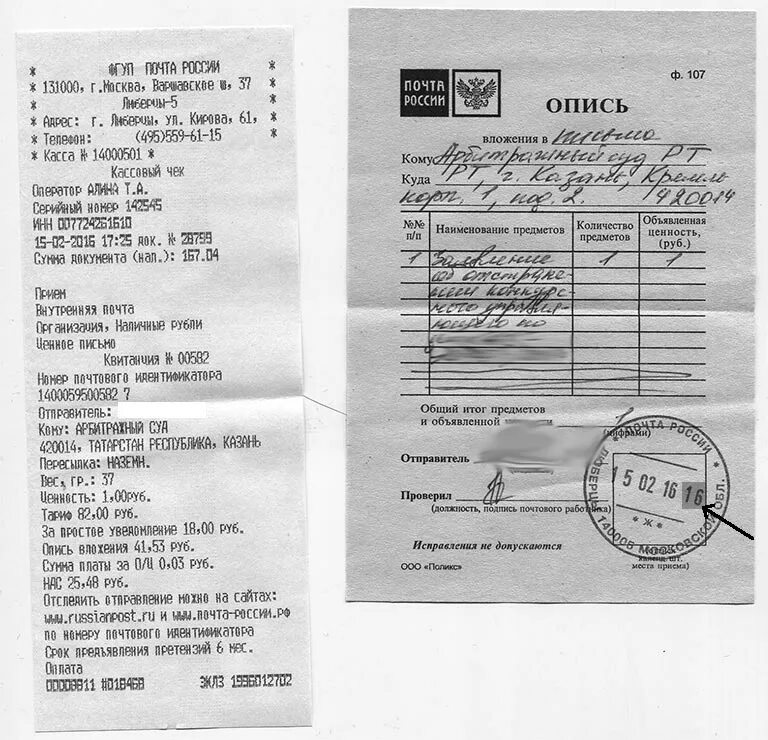 * ФГУП ПОЧТА РОССИИ *
* 131000, г.Москва, Варшавское ш, 37 *
* Люберцы-5 *
* Адрес: г. Люберцы, ул. Кирова, 61, *
* Телефон: (495)559-61-15 *
* Касса № 14000501 *
Кассовый чек
Оператор АЛИНА Т.А.
Серийный номер 142545
ИНН 007724261610
15-02-2016 17:25 док. № 28799
Сумма документа (нал.): 167.04
Прием
Внутренняя почта
Организация, Наличные рубли
Ценное письмо
Квитанция № 00582
Номер почтового идентификатора
1400059500582 7
Отправитель:
Кому: АРБИТРАЖНЫЙ СУД
420014, ТАТАРСТАН РЕСПУБЛИКА, КАЗАНЬ
Пересылка: НАЗЕМН.
Вес, гр.: 37
Ценность: 1,00РУБ.
Тариф 82,00 РУБ.
За простое уведомление 18,00 РУБ.
Опись вложения 41,53 РУБ.
Сумма платы за О/Ц 0,03 РУБ.
НДС 25,48 РУБ.
Отследить отправление можно на сайтах:
www.russianpost.ru и www.почта-россии.рф
по номеру почтового идентификатора
Срок предъявления претензий 6 мес.
Оплата
00003811 #018468 ЭКЛЗ 1996012702
ПОЧТА
РОССИИ
ф. 107
ОПИСЬ
вложения в письмо
Кому Арбитражный суд РТ
Куда РТ, г. Казань, Кремль
корп. 1, под. 2. 420014
№№ п/п Наименование предметов Количество предметов Объявленная ценность, (руб.)
1 Заявление 1 1
об отстране-
нии конкурс-
ного управля-
ющего по
Общий итог предметов
и объявленной 1
(цифрами)
Отправитель
Проверил
(должность, подпись почтового работника)
Исправления не допускаются
ООО «Поликс»
календ. шт.
места приема)
* ПОЧТА РОССИИ *
15 02 16 16
* Ж *
ЛЮБЕРЦЫ 140005 МОСКОВСКОЙ ОБЛ.